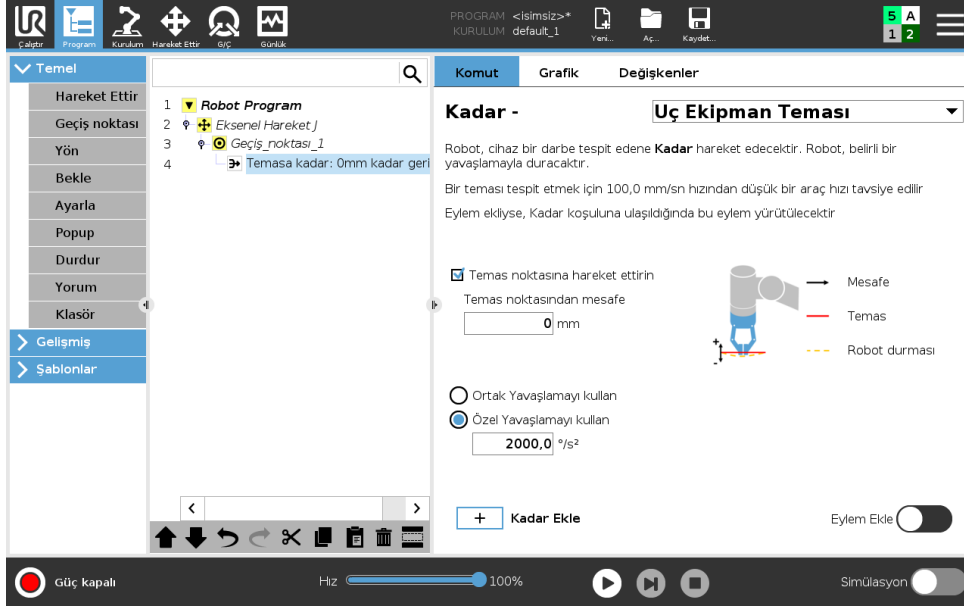 PROGRAM <isimsiz>*
KURULUM default_1
Çalıştır
Program
Kurulum
Hareket Ettir
G/Ç
Günlük
Yeni...
Aç...
Kaydet...
5 A
1 2
Temel
Hareket Ettir
Geçiş noktası
Yön
Bekle
Ayarla
Popup
Durdur
Yorum
Klasör
Gelişmiş
Şablonlar
1 Robot Program
2 Eksenel Hareket J
3 Geçiş_noktası_1
4 Temasa kadar: 0mm kadar geri
Komut
Grafik
Değişkenler
Kadar -
Uç Ekipman Teması
Robot, cihaz bir darbe tespit edene Kadar hareket edecektir. Robot, belirli bir
yavaşlamayla duracaktır.
Bir teması tespit etmek için 100,0 mm/sn hızından düşük bir araç hızı tavsiye edilir
Eylem ekliyse, Kadar koşuluna ulaşıldığında bu eylem yürütülecektir
Temas noktasına hareket ettirin
Temas noktasından mesafe
0 mm
Mesafe
Temas
Robot durması
+
-
Ortak Yavaşlamayı kullan
Özel Yavaşlamayı kullan
2000,0 °/s²
+ Kadar Ekle
Eylem Ekle
Güç kapalı
Hız
100%
Simülasyon